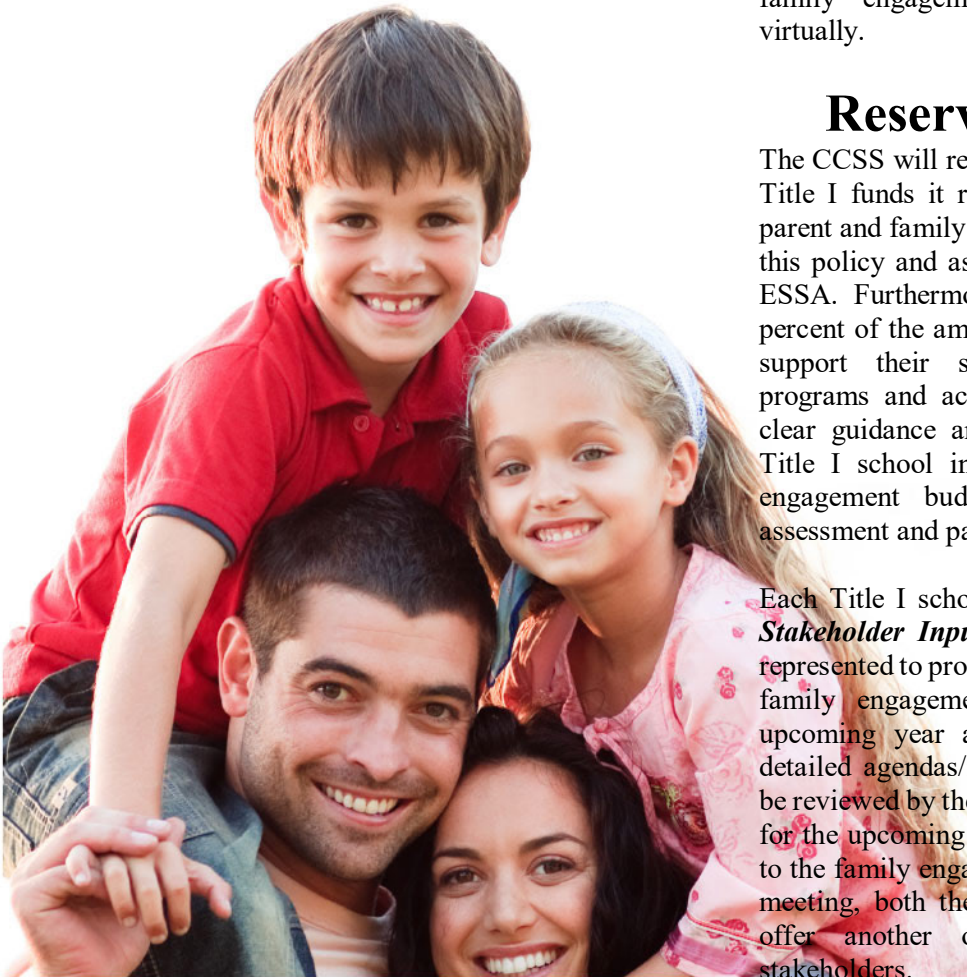 family engagem
virtually.
Reserv
The CCSS will re
Title I funds it r
parent and family
this policy and as
ESSA. Furthermo
percent of the am
support their s
programs and ac
clear guidance ar
Title I school in
engagement bud
assessment and pa
Each Title I scho
Stakeholder Inpu
represented to pro
family engageme
upcoming year a
detailed agendas/
be reviewed by the
for the upcoming
to the family enga
meeting, both the
offer another o
stakeholders.